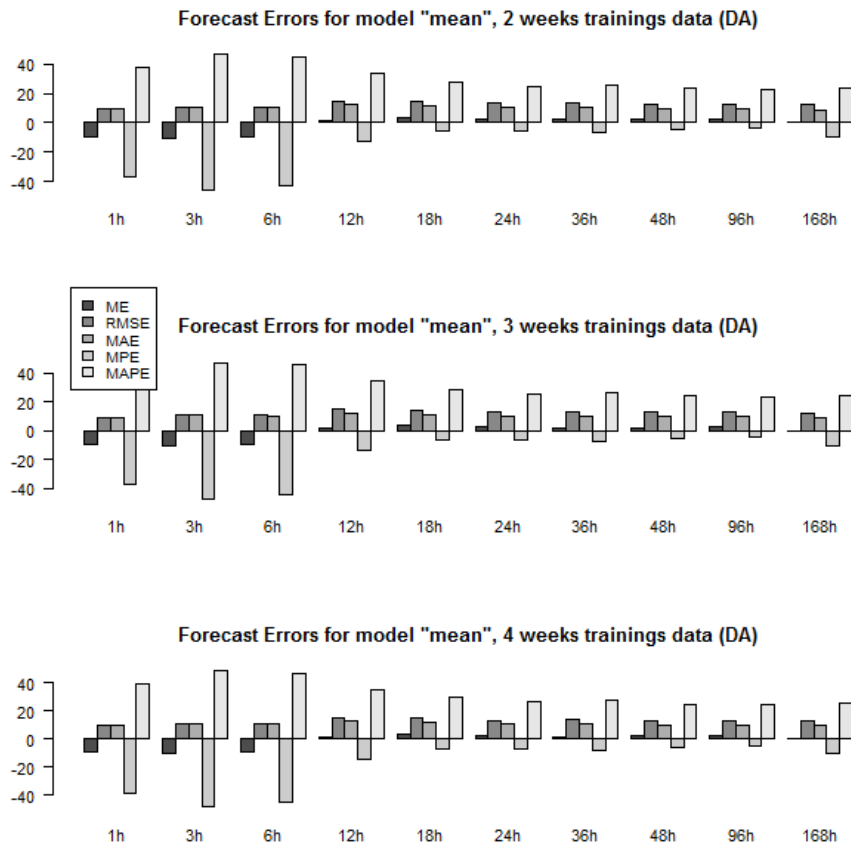 Forecast Errors for model "mean", 2 weeks trainings data (DA)
40
20
0
-20
-40
1h 3h 6h 12h 18h 24h 36h 48h 96h 168h
ME
RMSE
MAE
MPE
MAPE
Forecast Errors for model "mean", 3 weeks trainings data (DA)
40
20
0
-20
-40
1h 3h 6h 12h 18h 24h 36h 48h 96h 168h
Forecast Errors for model "mean", 4 weeks trainings data (DA)
40
20
0
-20
-40
1h 3h 6h 12h 18h 24h 36h 48h 96h 168h